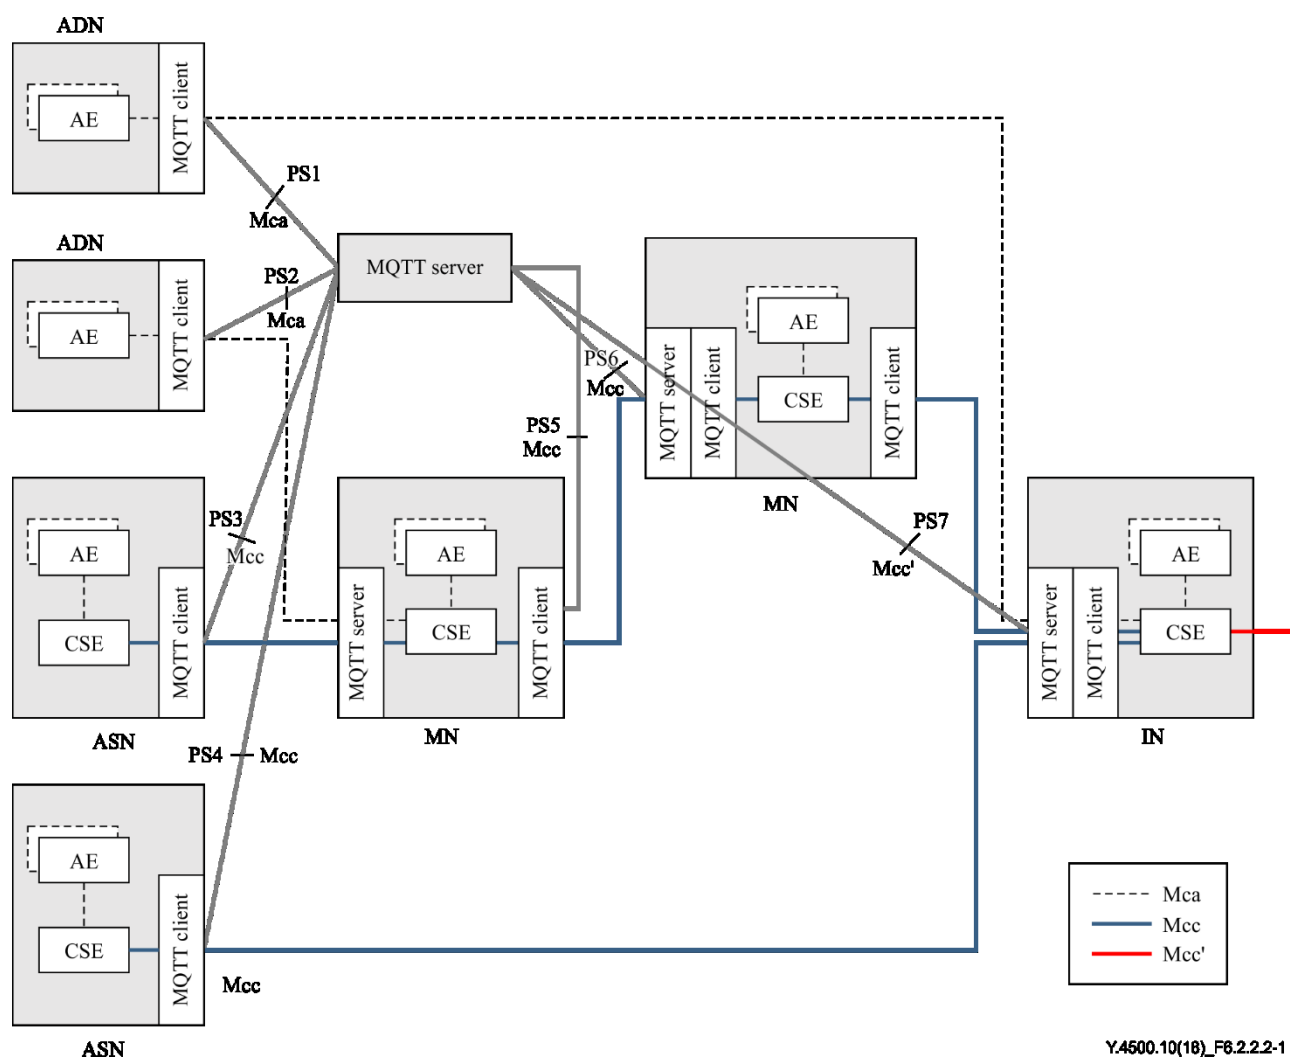 ADN
AE
MQTT client
PS1
Mca
ADN
AE
MQTT client
PS2
Mca
MQTT server
AE
CSE
MQTT server
MQTT client
MQTT client
MN
PS6
Mcc
PS5
Mcc
PS3
Mcc
AE
CSE
MQTT client
ASN
AE
CSE
MQTT server
MQTT client
MN
PS7
Mcc'
AE
CSE
MQTT server
MQTT client
IN
PS4
Mcc
AE
CSE
MQTT client
Mcc
ASN
Mca
Mcc
Mcc'
Y.4500.10(18)_F6.2.2.2-1